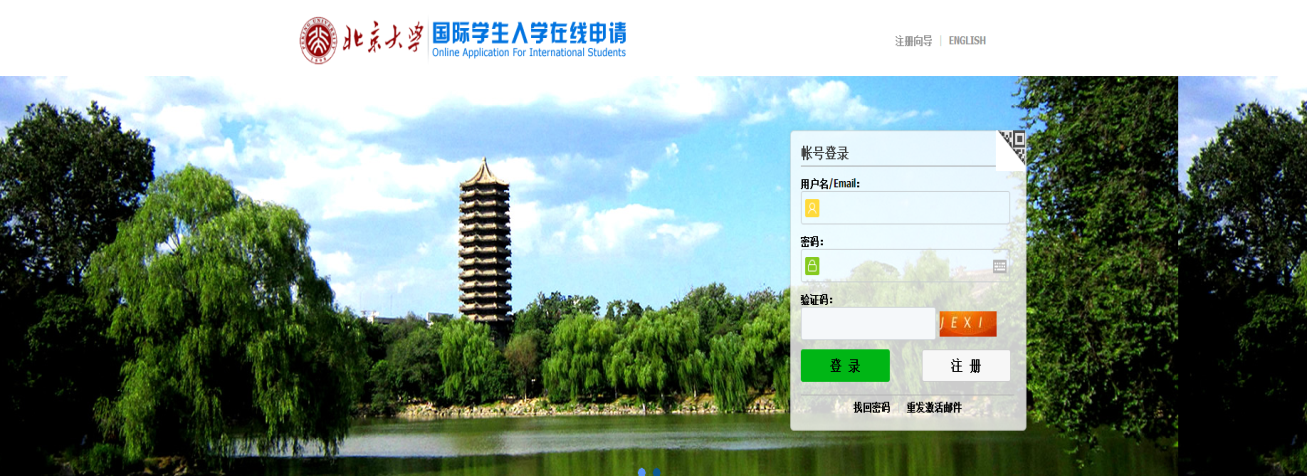 北京大学
国际学生入学在线申请
Online Application For International Students
注册向导 | ENGLISH
帐号登录
用户名/Email:
密码:
验证码:
JEXI
登 录 注 册
找回密码 重发激活邮件